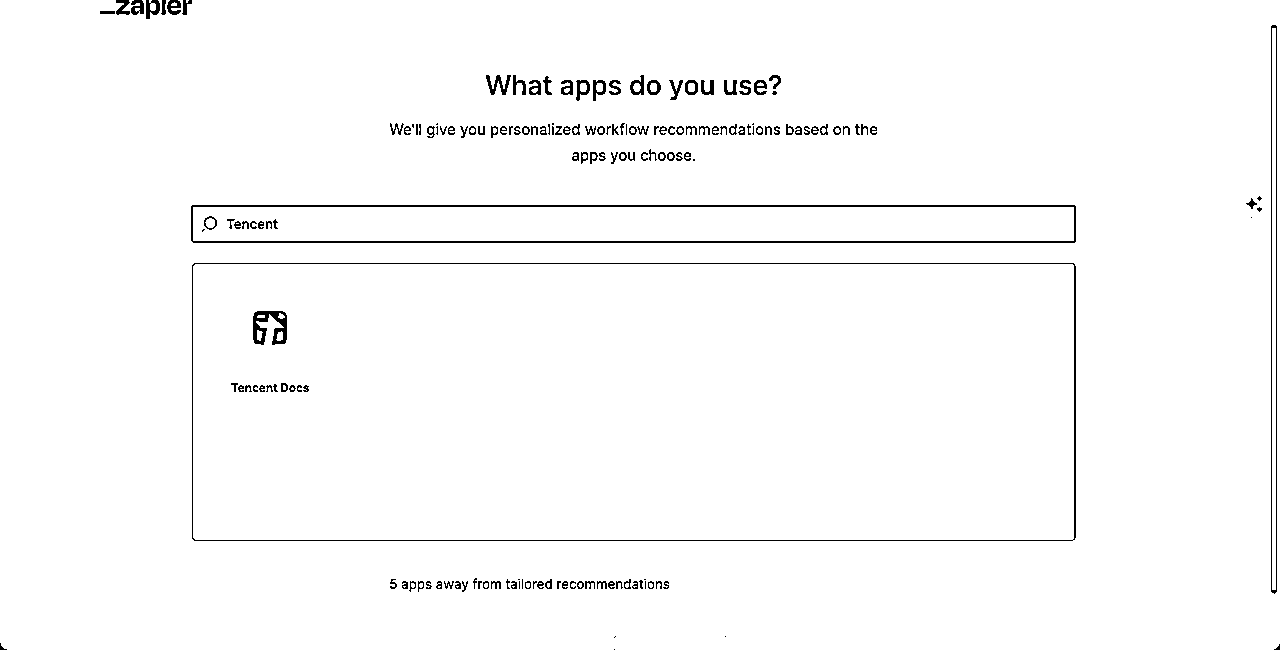 zapier
What apps do you use?
We'll give you personalized workflow recommendations based on the
apps you choose.
Tencent
Tencent Docs
5 apps away from tailored recommendations